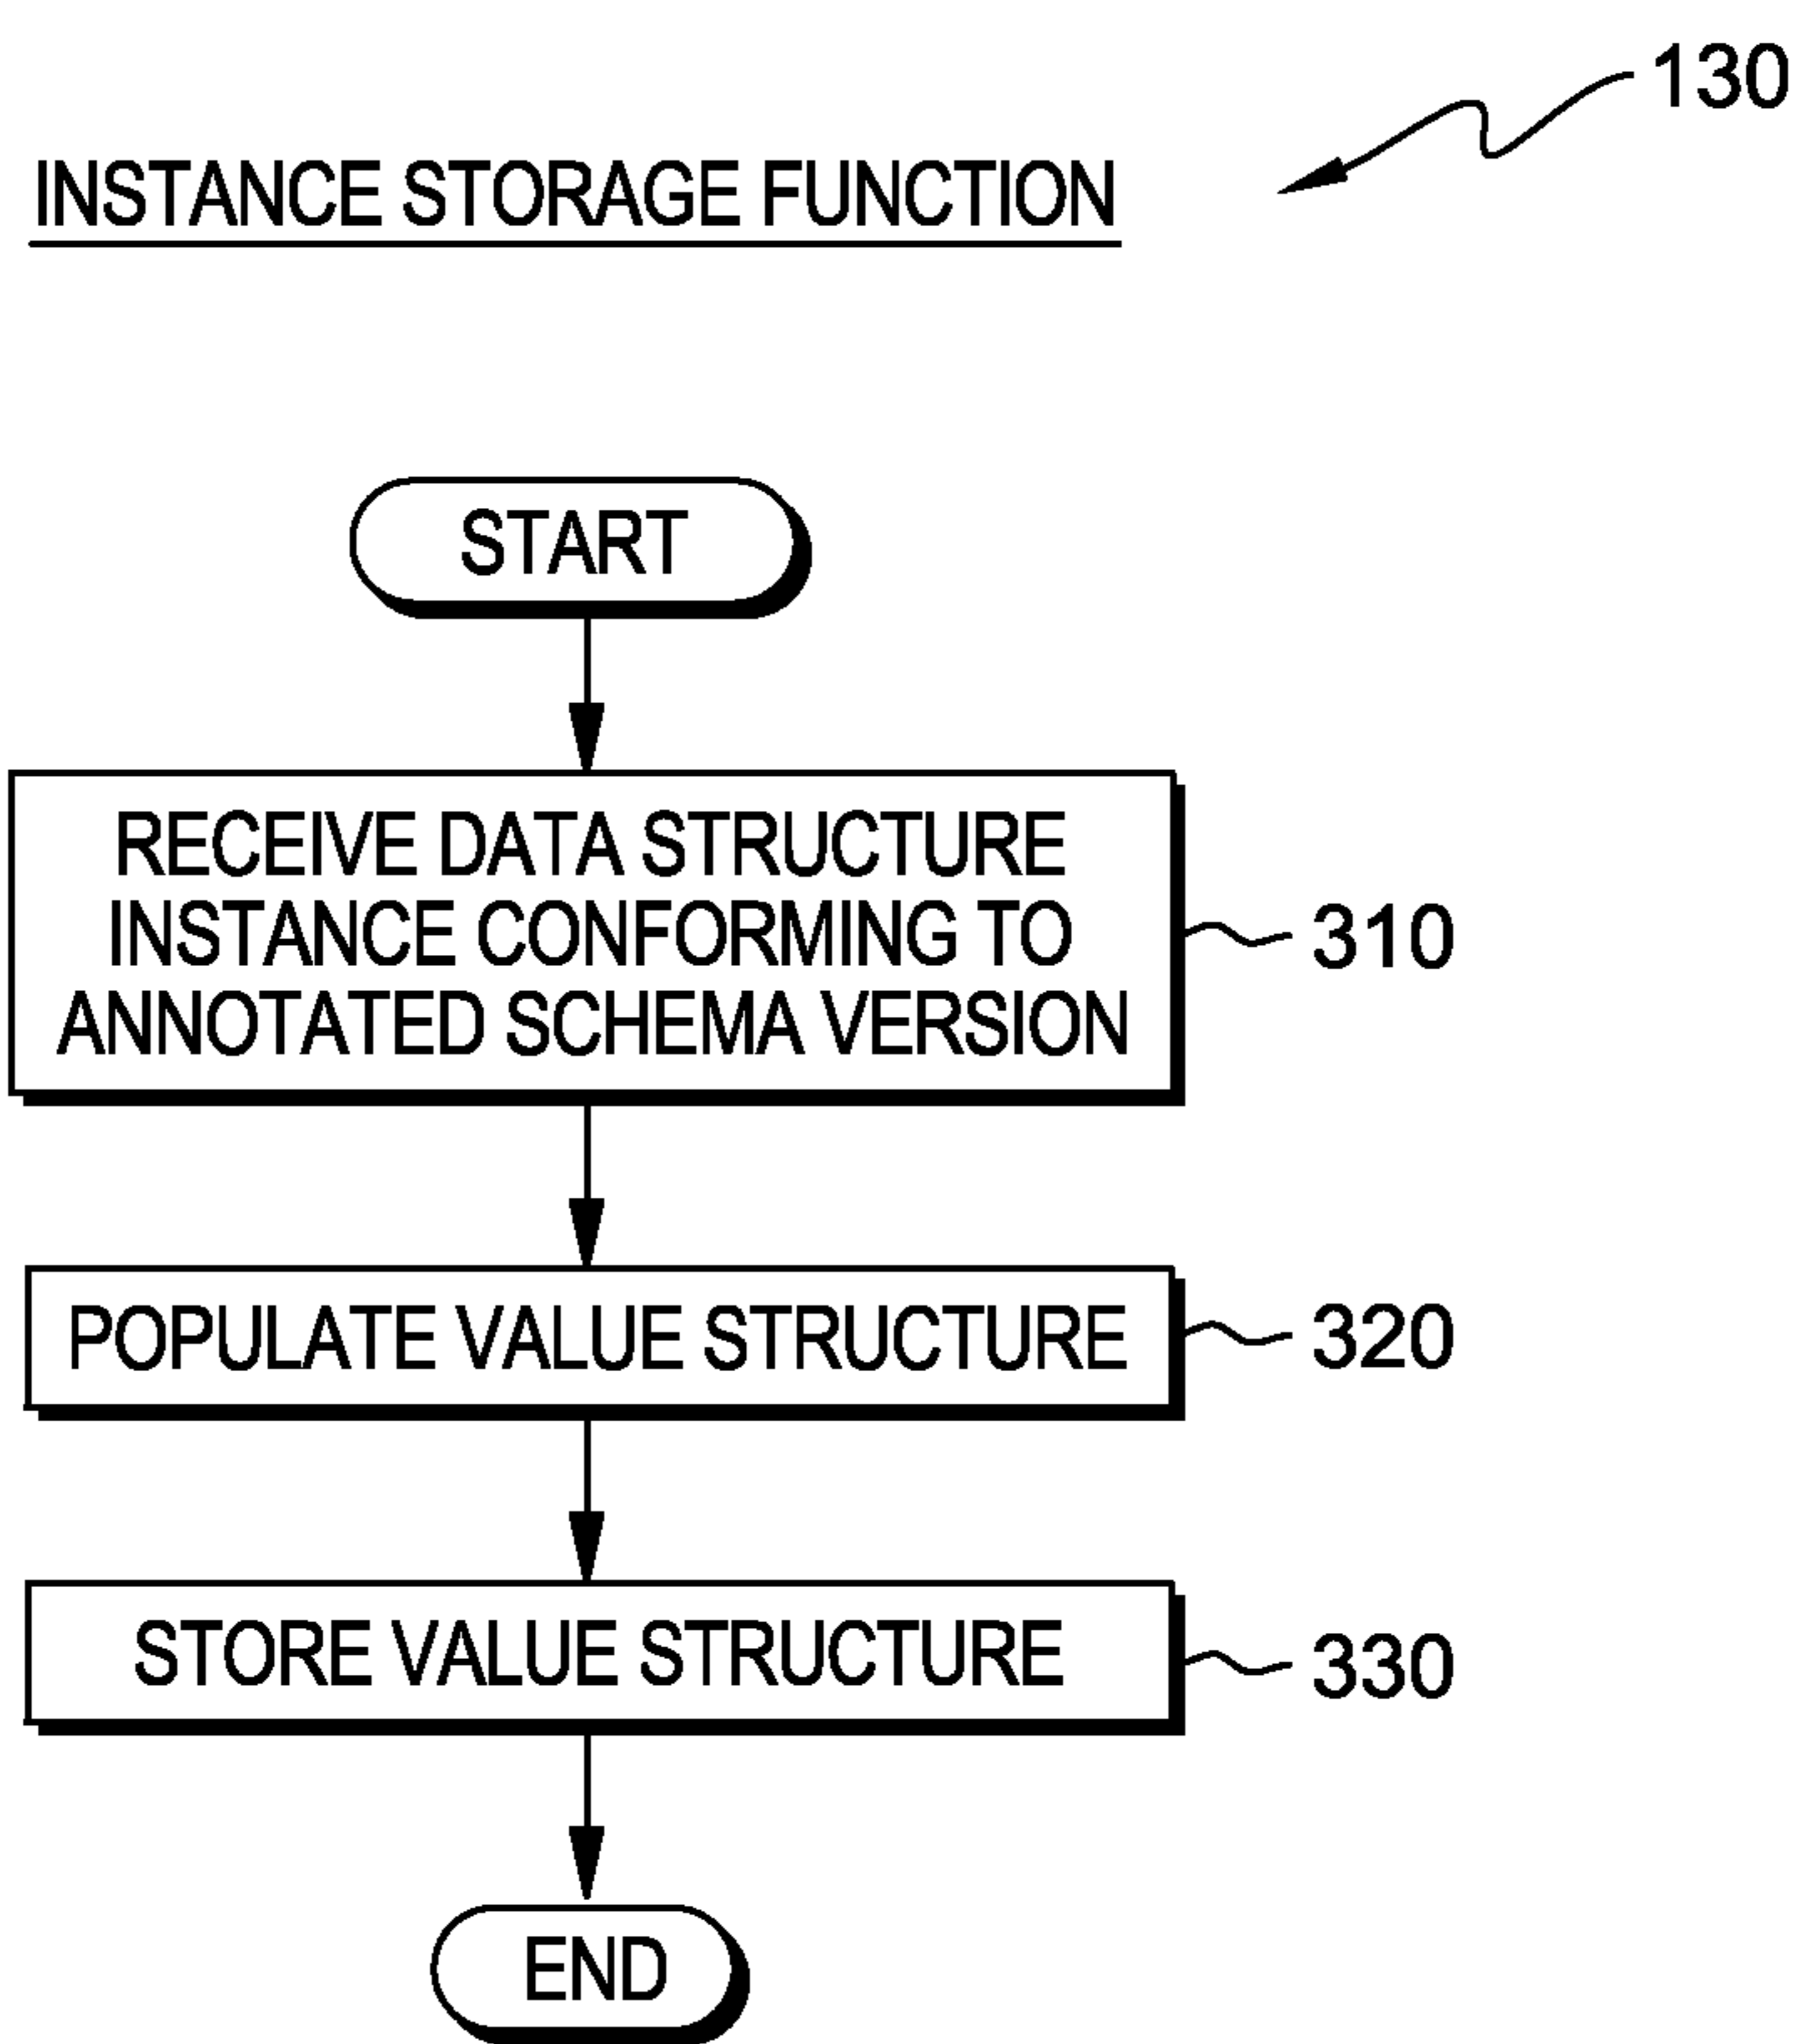 130
INSTANCE STORAGE FUNCTION
START
RECEIVE DATA STRUCTURE
INSTANCE CONFORMING TO
ANNOTATED SCHEMA VERSION
310
POPULATE VALUE STRUCTURE
320
STORE VALUE STRUCTURE
330
END